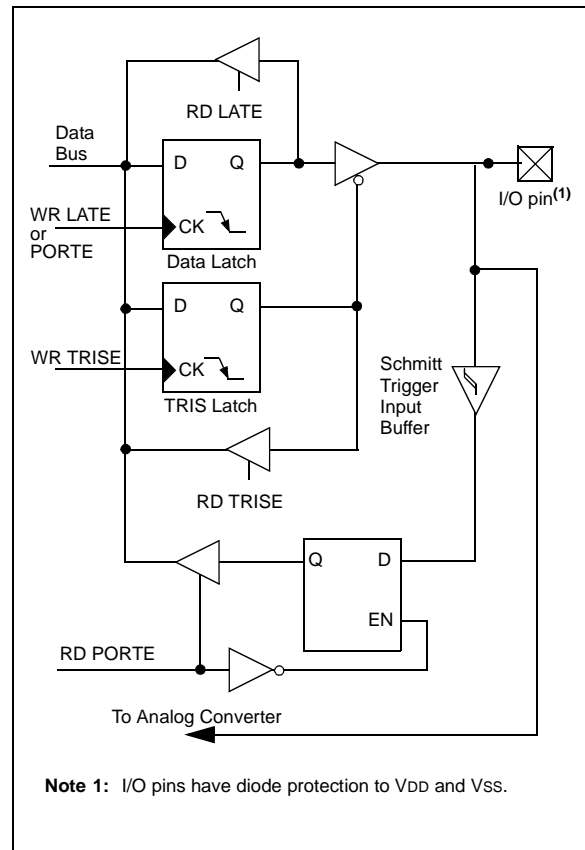 RD LATE
Data
Bus
D Q
I/O pin(1)
WR LATE
or
PORTE
CK
Data Latch
D Q
WR TRISE
CK
TRIS Latch
Schmitt
Trigger
Input
Buffer
RD TRISE
Q D
EN
RD PORTE
To Analog Converter
Note 1: I/O pins have diode protection to VDD and VSS.